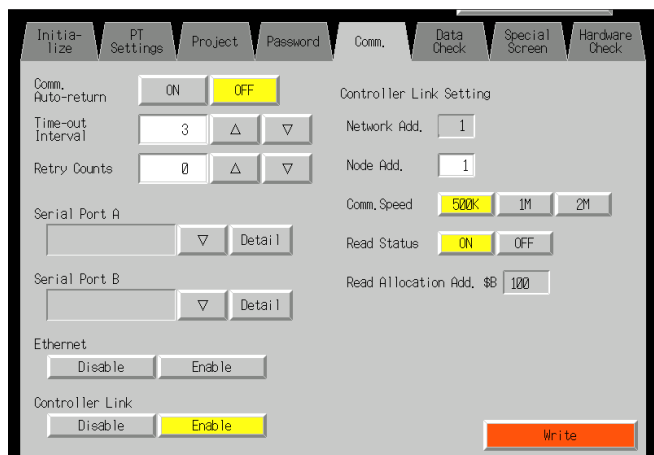 Initia-
lize
PT
Settings
Project
Password
Comm.
Data
Check
Special
Screen
Hardware
Check
Comm.
Auto-return
ON
OFF
Time-out
Interval
3
△
▽
Retry Counts
0
△
▽
Serial Port A
▽
Detail
Serial Port B
▽
Detail
Ethernet
Disable
Enable
Controller Link
Disable
Enable
Controller Link Setting
Network Add.
1
Node Add.
1
Comm.Speed
500K
1M
2M
Read Status
ON
OFF
Read Allocation Add. $B
100
Write